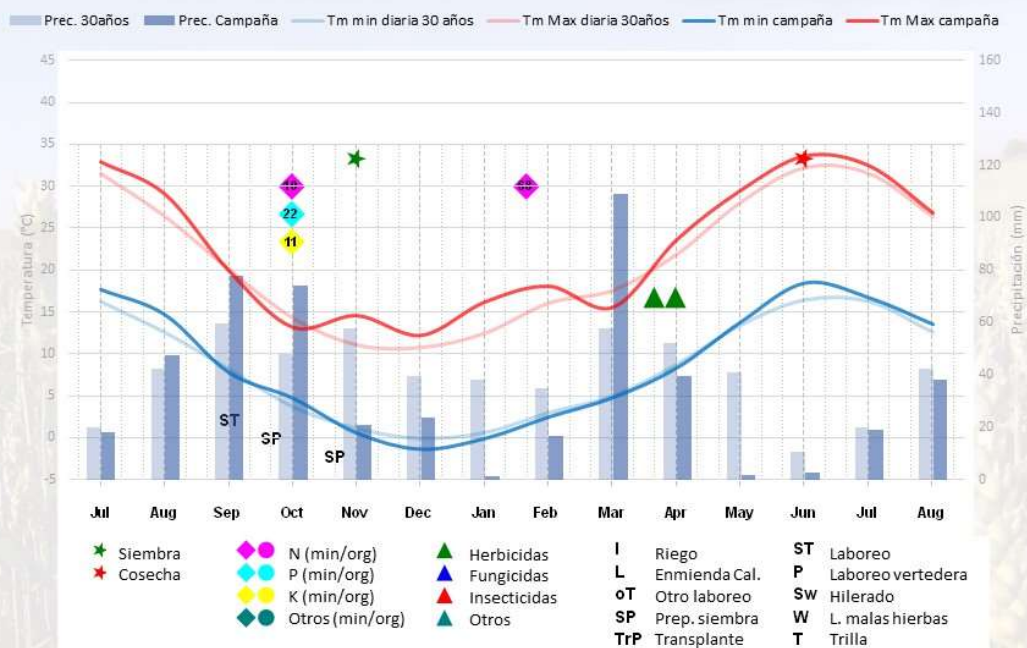 Prec. 30años Prec. Campaña Tm min diaria 30 años Tm Max diaria 30años Tm min campaña Tm Max campaña
45 160
40 140
35 120
30
25 100
20 80
15 60
10
5 40
0 20
-5 0
Temperatura (ºC)
Precipitación (mm)
22
11
ST
SP
SP
Jul Aug Sep Oct Nov Dec Jan Feb Mar Apr May Jun Jul Aug
Siembra N (min/org) Herbicidas I Riego ST Laboreo
Cosecha P (min/org) Fungicidas L Enmienda Cal. P Laboreo vertedera
K (min/org) Insecticidas oT Otro laboreo Sw Hilerado
Otros (min/org) Otros SP Prep. siembra W L. malas hierbas
TrP Transplante T Trilla